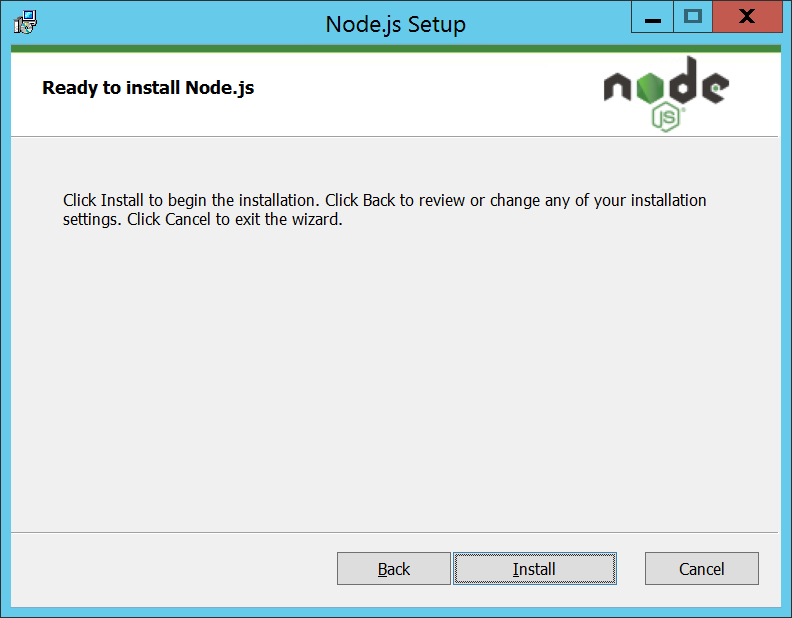 Node.js Setup
Ready to install Node.js
node
JS
Click Install to begin the installation. Click Back to review or change any of your installation
settings. Click Cancel to exit the wizard.
Back
Install
Cancel